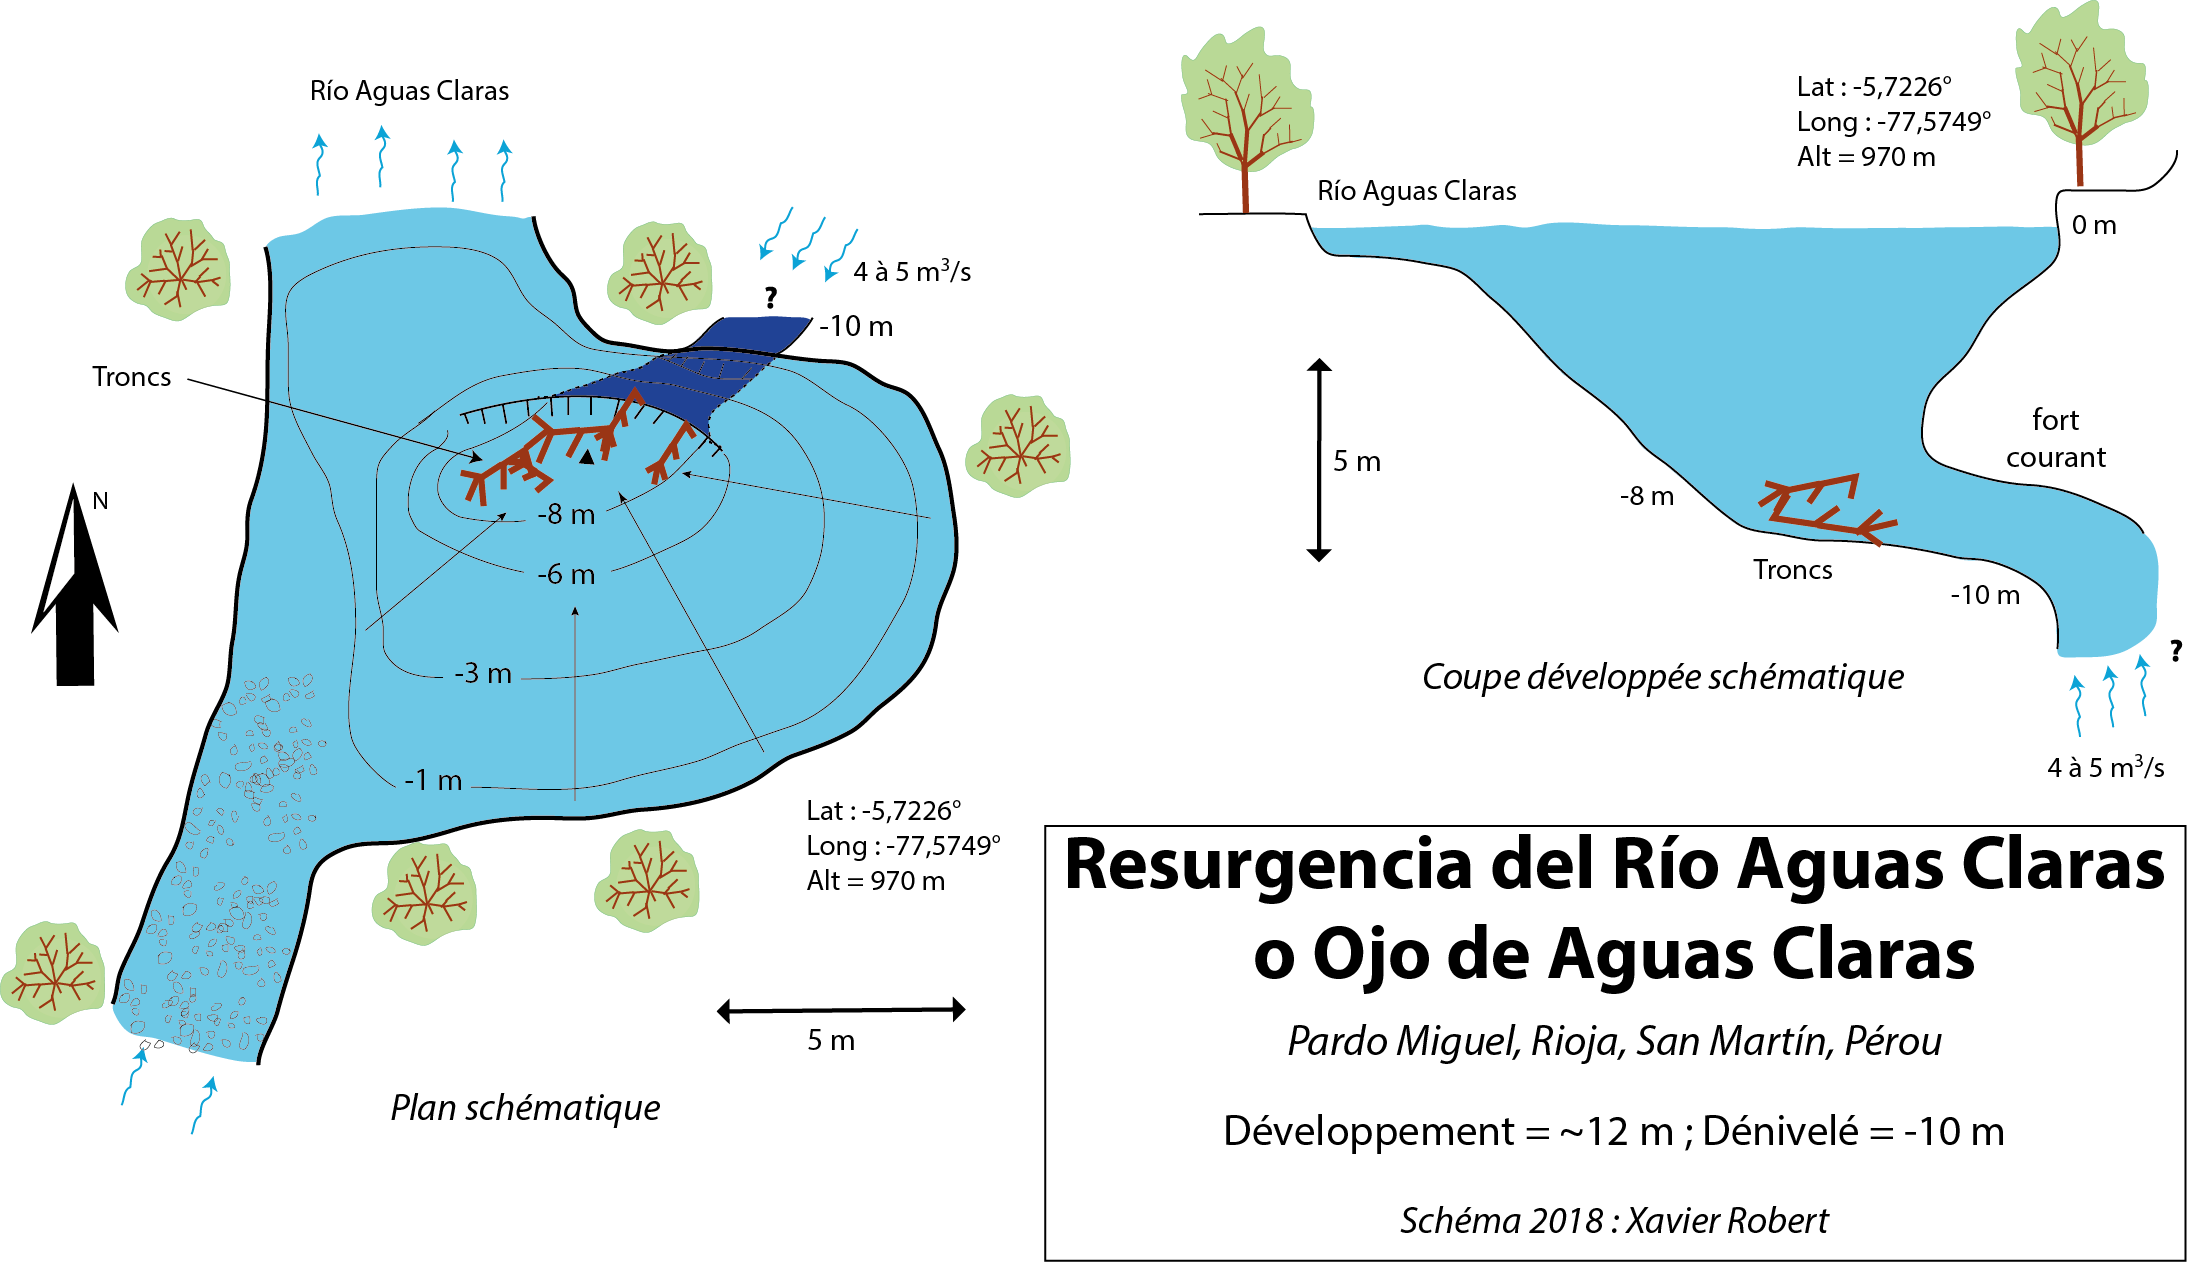 Río Aguas Claras
4 à 5 m³/s
?
-10 m
Troncs
N
-8 m
-6 m
-3 m
-1 m
Lat : -5,7226°
Long : -77,5749°
Alt = 970 m
5 m
Plan schématique
Lat : -5,7226°
Long : -77,5749°
Alt = 970 m
Río Aguas Claras
0 m
fort
courant
5 m
-8 m
Troncs
-10 m
?
Coupe développée schématique
4 à 5 m³/s
Resurgencia del Río Aguas Claras
o Ojo de Aguas Claras
Pardo Miguel, Rioja, San Martín, Pérou
Développement = ~12 m ; Dénivelé = -10 m
Schéma 2018 : Xavier Robert